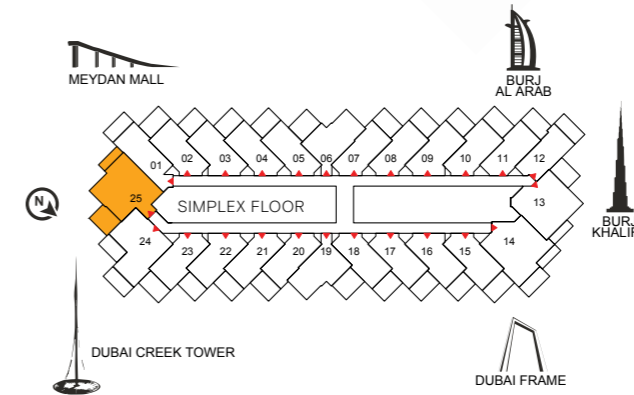 MEYDAN MALL
BURJ
AL ARAB
01 02 03 04 05 06 07 08 09 10 11 12
N
25 SIMPLEX FLOOR 13
BURJ
24 23 22 21 20 19 18 17 16 15 14
DUBAI CREEK TOWER
DUBAI FRAME